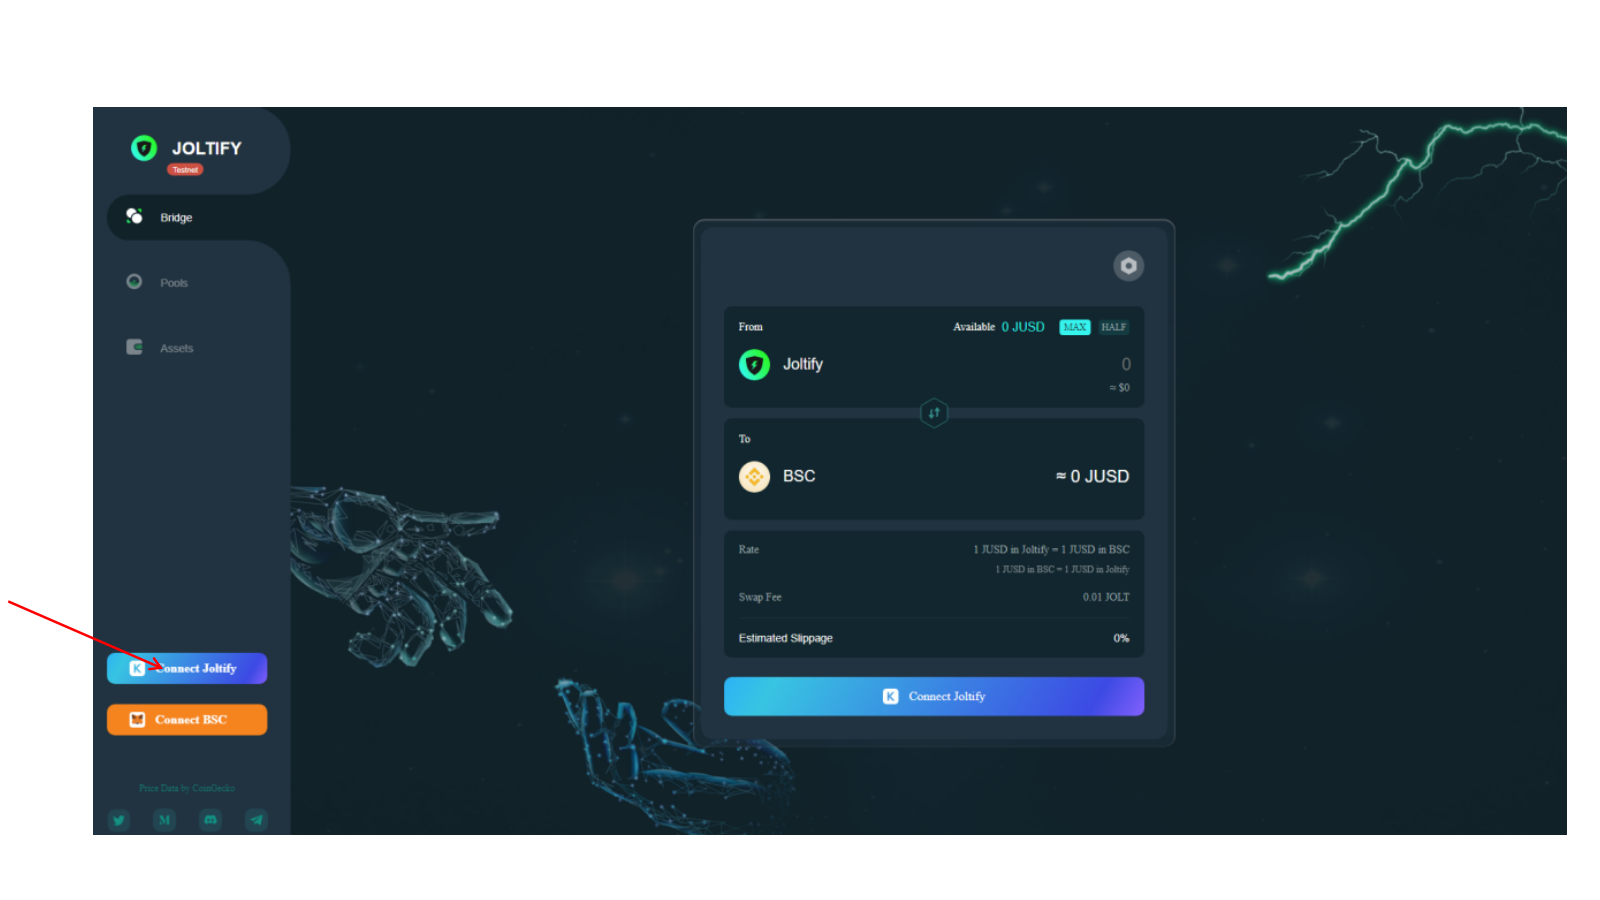 JOLTIFY
Testnet
Bridge
Pools
Assets
Connect Joltify
Connect BSC
Price Data by CoinGecko
From
Available 0 JUSD MAX HALF
Joltify
0
≈ $0
To
BSC
≈ 0 JUSD
Rate
1 JUSD in Joltify = 1 JUSD in BSC
1 JUSD in BSC = 1 JUSD in Joltify
Swap Fee
0.01 JOLT
Estimated Slippage
0%
Connect Joltify